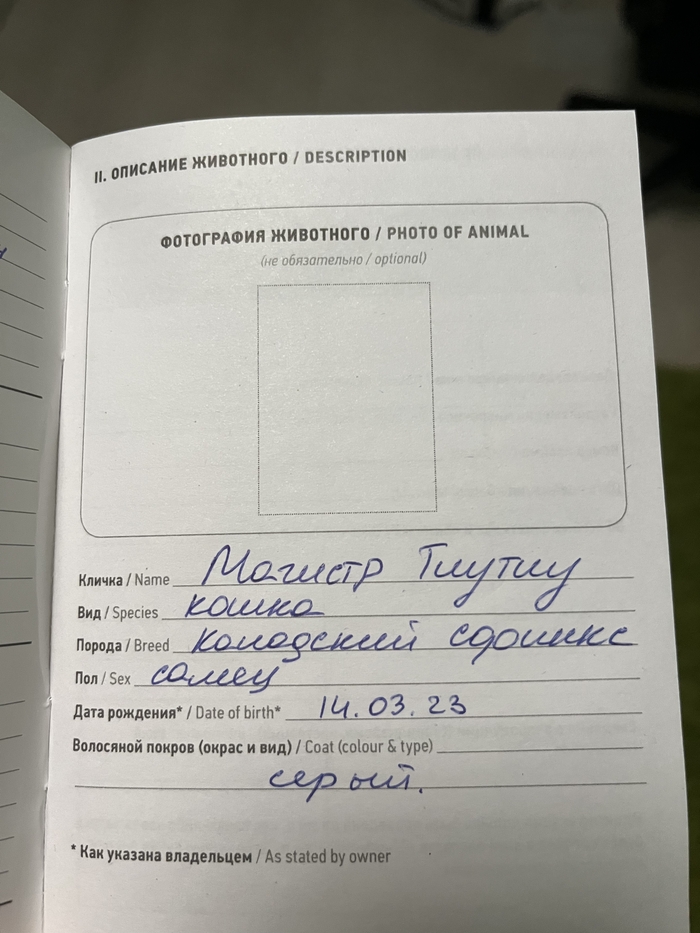 II. ОПИСАНИЕ ЖИВОТНОГО / DESCRIPTION
ФОТОГРАФИЯ ЖИВОТНОГО / PHOTO OF ANIMAL
(не обязательно / optional)
Кличка / Name Магистр Тиутиу
Вид / Species кошка
Порода / Breed Канадский сфинкс
Пол / Sex самец
Дата рождения* / Date of birth* 14.03.23
Волосяной покров (окрас и вид) / Coat (colour & type)
серый.
* Как указана владельцем / As stated by owner